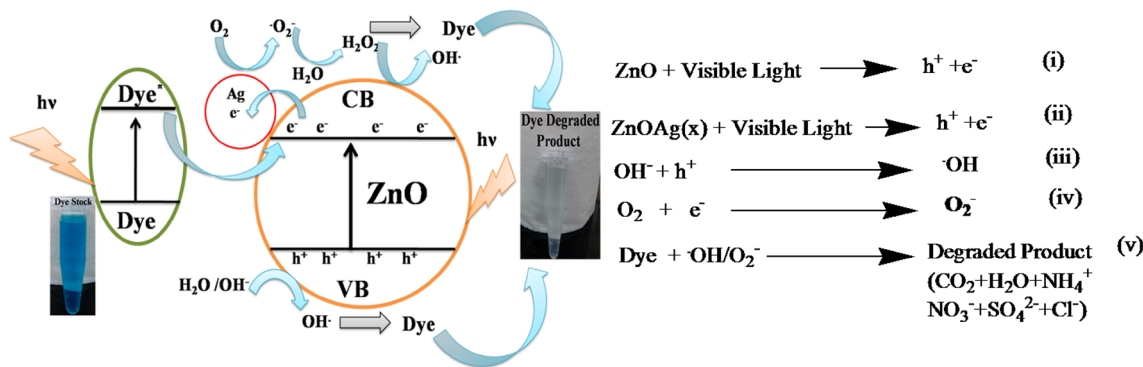 O₂
·O₂⁻
H₂O₂
Dye
H₂O
OH·
Ag
e⁻
CB
e⁻ e⁻ e⁻ e⁻
hν
Dye*
Dye
hν
ZnO
Dye Stock
h⁺ h⁺ h⁺ h⁺
VB
H₂O /OH⁻
OH·
Dye
Dye Degraded
Product
ZnO + Visible Light h⁺ +e⁻ (i)
ZnOAg(x) + Visible Light h⁺ +e⁻ (ii)
OH⁻ + h⁺ ·OH (iii)
O₂ + e⁻ O₂⁻ (iv)
Dye + ·OH/O₂⁻ Degraded Product (v)
(CO₂+H₂O+NH₄⁺
NO₃⁻+SO₄²⁻+Cl⁻)